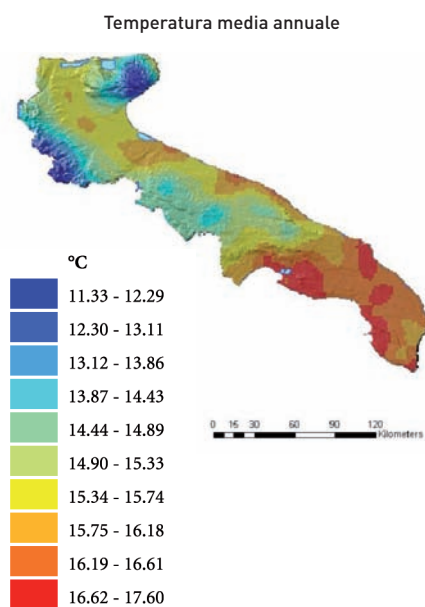 Temperatura media annuale
°C
11.33 - 12.29
12.30 - 13.11
13.12 - 13.86
13.87 - 14.43
14.44 - 14.89
14.90 - 15.33
15.34 - 15.74
15.75 - 16.18
16.19 - 16.61
16.62 - 17.60
0 16 30 60 90 120
Kilometers